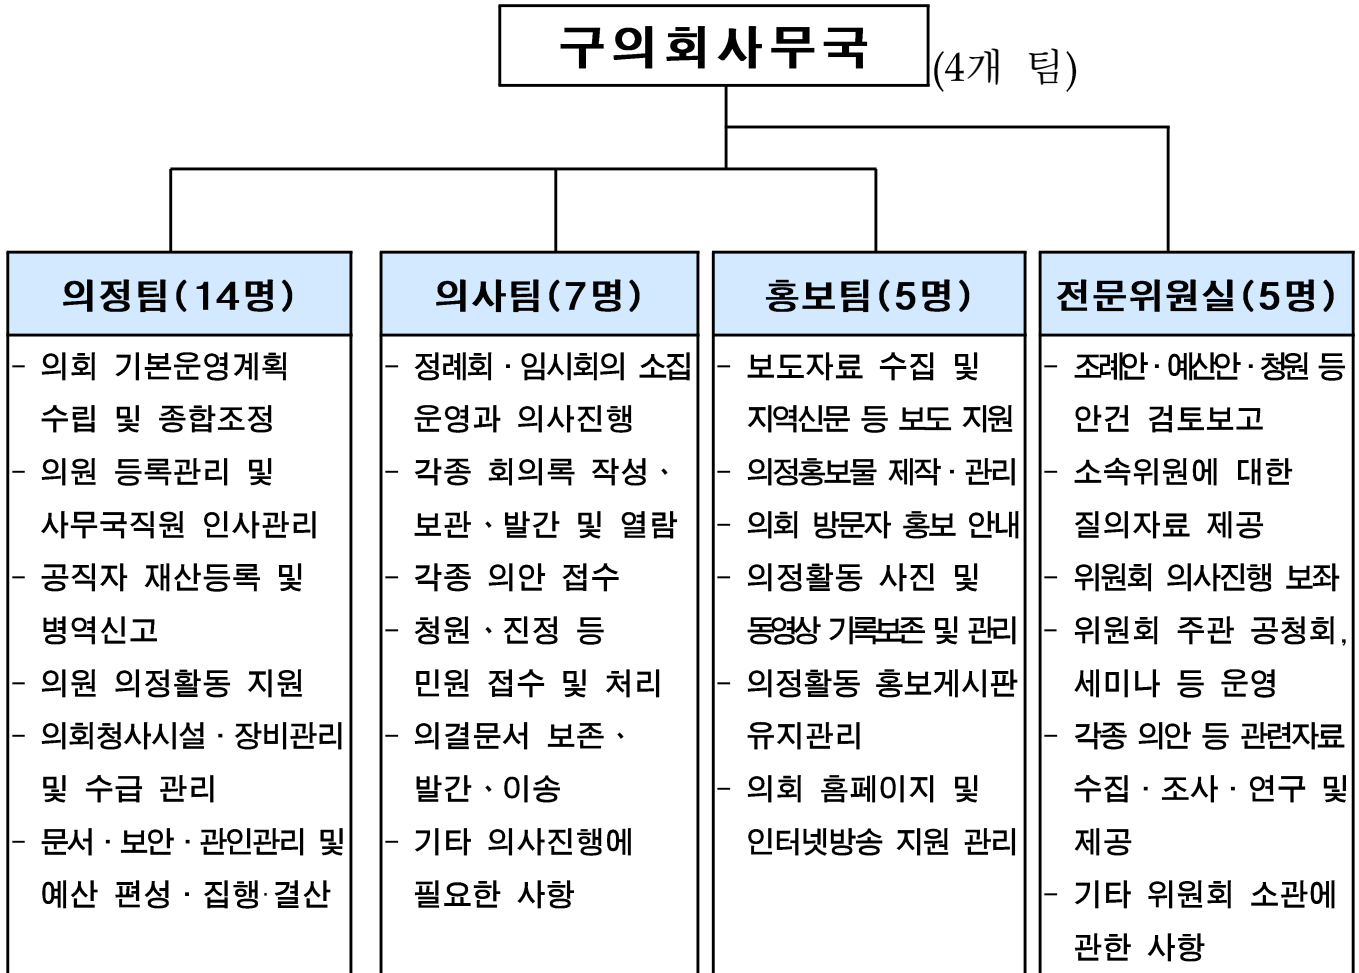 구의회사무국
(4개 팀)
의정팀(14명)
- 의회 기본운영계획
수립 및 종합조정
- 의원 등록관리 및
사무국직원 인사관리
- 공직자 재산등록 및
병역신고
- 의원 의정활동 지원
- 의회청사시설·장비관리
및 수급 관리
- 문서·보안·관인관리 및
예산 편성·집행·결산
의사팀(7명)
- 정례회·임시회의 소집
운영과 의사진행
- 각종 회의록 작성、
보관、발간 및 열람
- 각종 의안 접수
- 청원、진정 등
민원 접수 및 처리
- 의결문서 보존、
발간、이송
- 기타 의사진행에
필요한 사항
홍보팀(5명)
- 보도자료 수집 및
지역신문 등 보도 지원
- 의정홍보물 제작·관리
- 의회 방문자 홍보 안내
- 의정활동 사진 및
동영상 기록보존 및 관리
- 의정활동 홍보게시판
유지관리
- 의회 홈페이지 및
인터넷방송 지원 관리
전문위원실(5명)
- 조례안·예산안·청원 등
안건 검토보고
- 소속위원에 대한
질의자료 제공
- 위원회 의사진행 보좌
- 위원회 주관 공청회,
세미나 등 운영
- 각종 의안 등 관련자료
수집·조사·연구 및
제공
- 기타 위원회 소관에
관한 사항